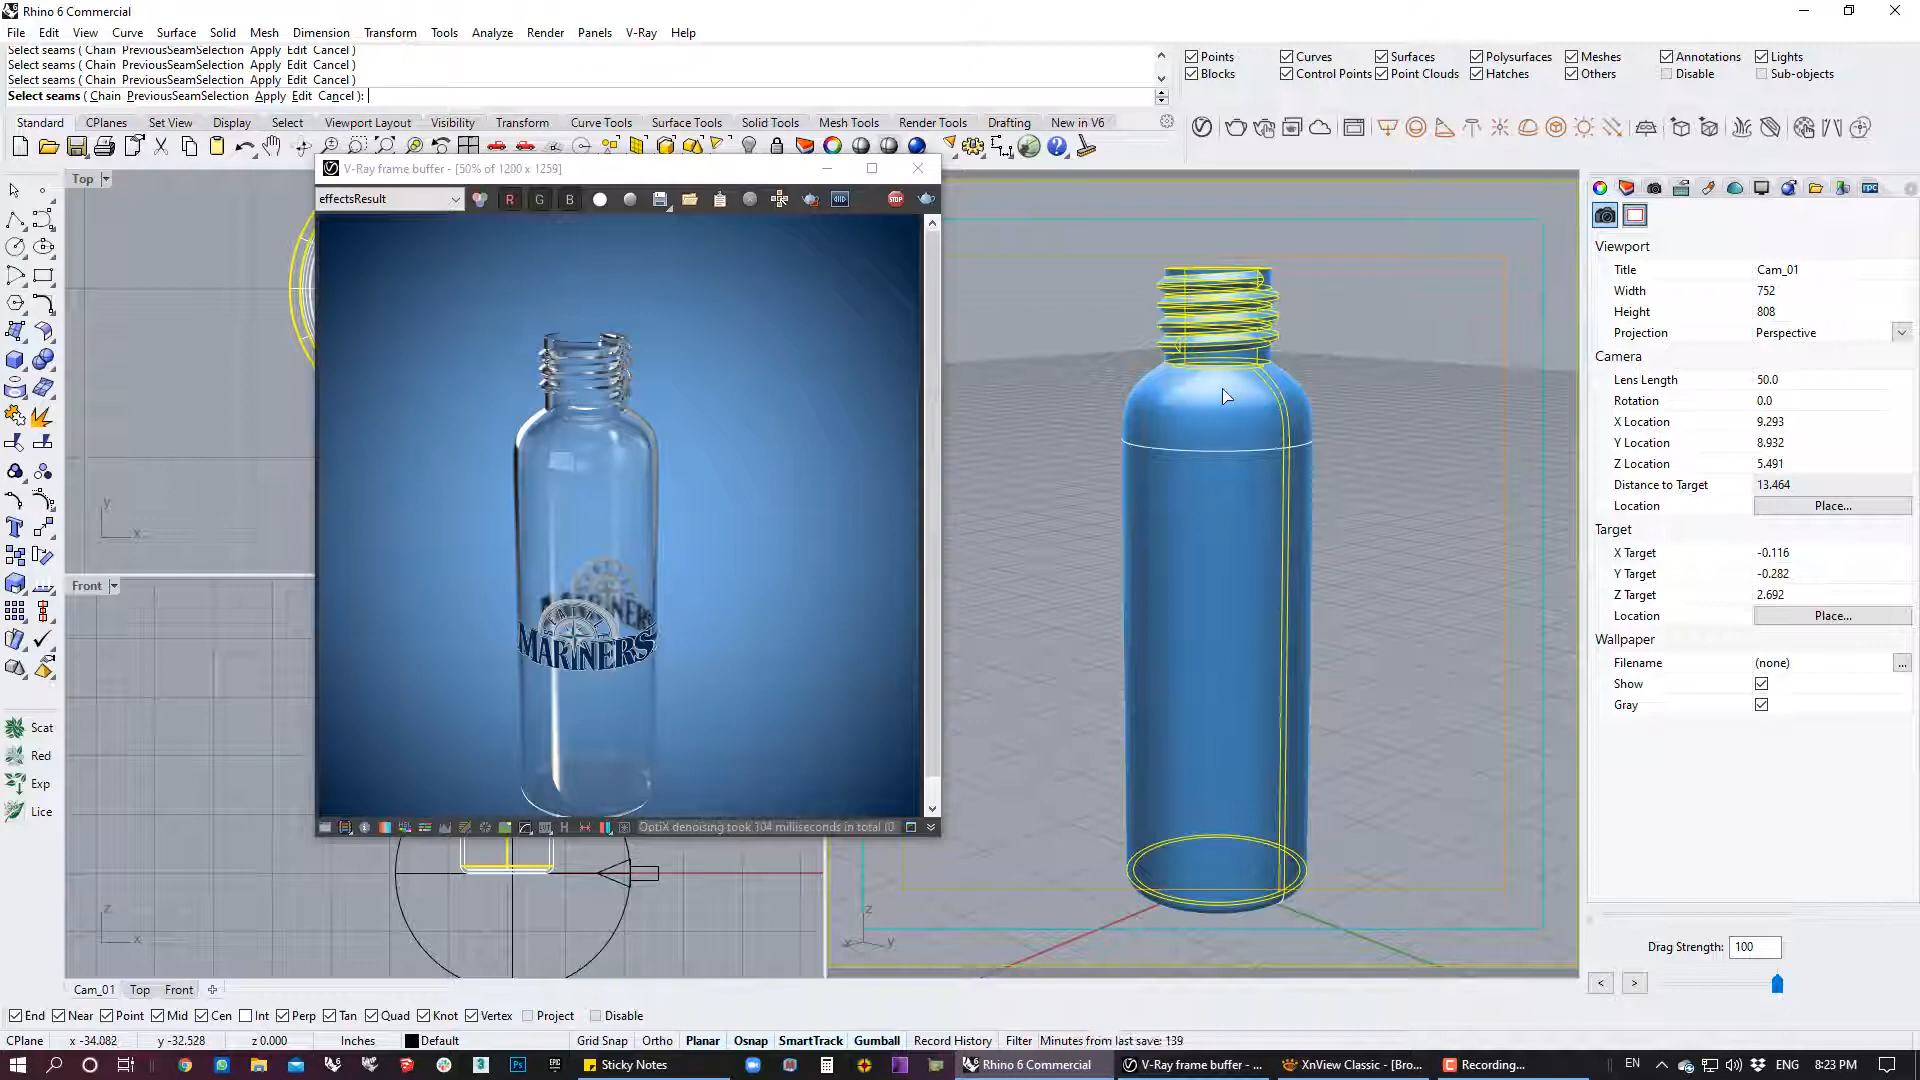 Rhino 6 Commercial
File Edit View Curve Surface Solid Mesh Dimension Transform Tools Analyze Render Panels V-Ray Help
Select seams ( Chain PreviousSeamSelection Apply Edit Cancel )
Select seams ( Chain PreviousSeamSelection Apply Edit Cancel )
Select seams ( Chain PreviousSeamSelection Apply Edit Cancel )
Select seams ( Chain PreviousSeamSelection Apply Edit Cancel ):
Points Curves Surfaces Polysurfaces Meshes Annotations Lights
Blocks Control Points Point Clouds Hatches Others Disable Sub-objects
Standard CPlanes Set View Display Select Viewport Layout Visibility Transform Curve Tools Surface Tools Solid Tools Mesh Tools Render Tools Drafting New in V6
Top
V-Ray frame buffer - [50% of 1200 x 1259]
effectsResult R G B STOP
MARINERS
OptiX denoising took 104 milliseconds in total (0
y
x
Front
z
x
z
x y
Scat
Red
Exp
Lice
Viewport
Title Cam_01
Width 752
Height 808
Projection Perspective
Camera
Lens Length 50.0
Rotation 0.0
X Location 9.293
Y Location 8.932
Z Location 5.491
Distance to Target 13.464
Location Place...
Target
X Target -0.116
Y Target -0.282
Z Target 2.692
Location Place...
Wallpaper
Filename (none) ...
Show
Gray
Drag Strength: 100
< >
Cam_01 Top Front
End Near Point Mid Cen Int Perp Tan Quad Knot Vertex Project Disable
CPlane x -34.082 y -32.528 z 0.000 Inches Default Grid Snap Ortho Planar Osnap SmartTrack Gumball Record History Filter Minutes from last save: 139
Sticky Notes Rhino 6 Commercial V-Ray frame buffer - ... XnView Classic - [Bro... Recording... EN ENG 8:23 PM